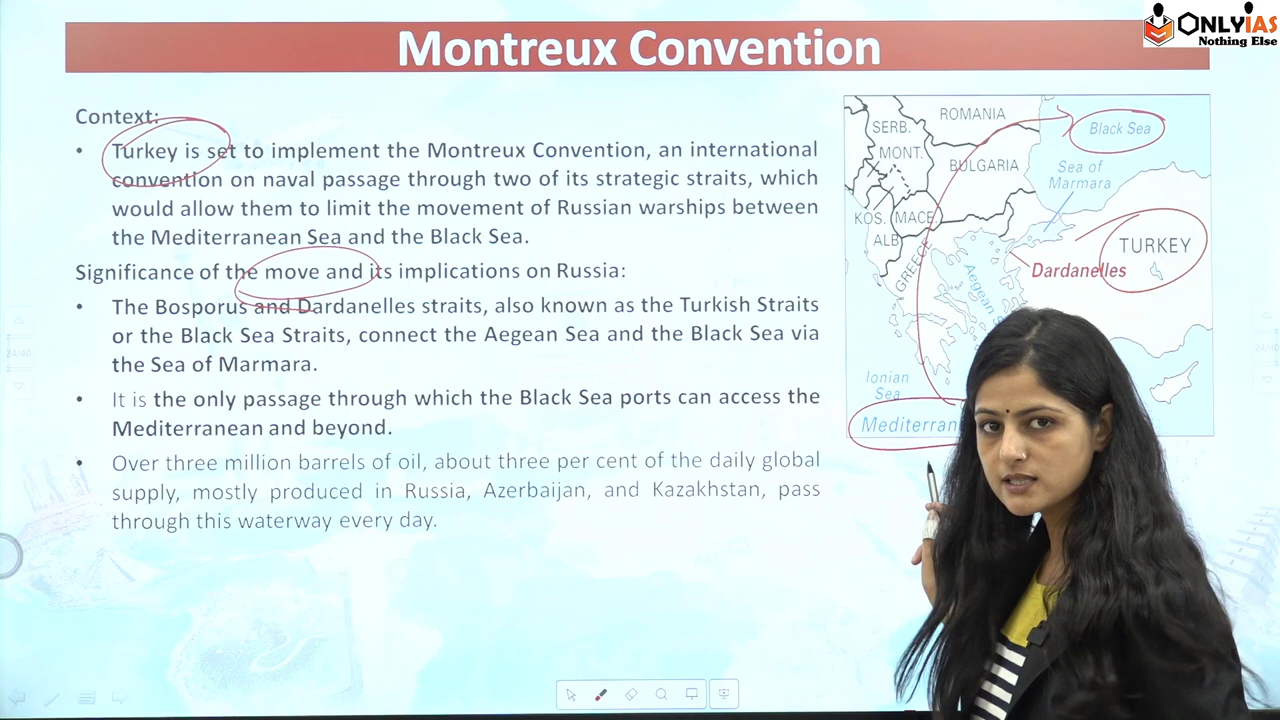 ONLYIAS
Nothing Else
Montreux Convention
Context:
• Turkey is set to implement the Montreux Convention, an international
convention on naval passage through two of its strategic straits, which
would allow them to limit the movement of Russian warships between
the Mediterranean Sea and the Black Sea.
Significance of the move and its implications on Russia:
• The Bosporus and Dardanelles straits, also known as the Turkish Straits
or the Black Sea Straits, connect the Aegean Sea and the Black Sea via
the Sea of Marmara.
• It is the only passage through which the Black Sea ports can access the
Mediterranean and beyond.
• Over three million barrels of oil, about three per cent of the daily global
supply, mostly produced in Russia, Azerbaijan, and Kazakhstan, pass
through this waterway every day.
ROMANIA
SERB.
MONT.
BULGARIA
Black Sea
Sea of
Marmara
KOS.
MACE.
ALB
GREECE
TURKEY
Dardanelles
Aegean S
Ionian
Sea
Mediterran
24/40
24/40